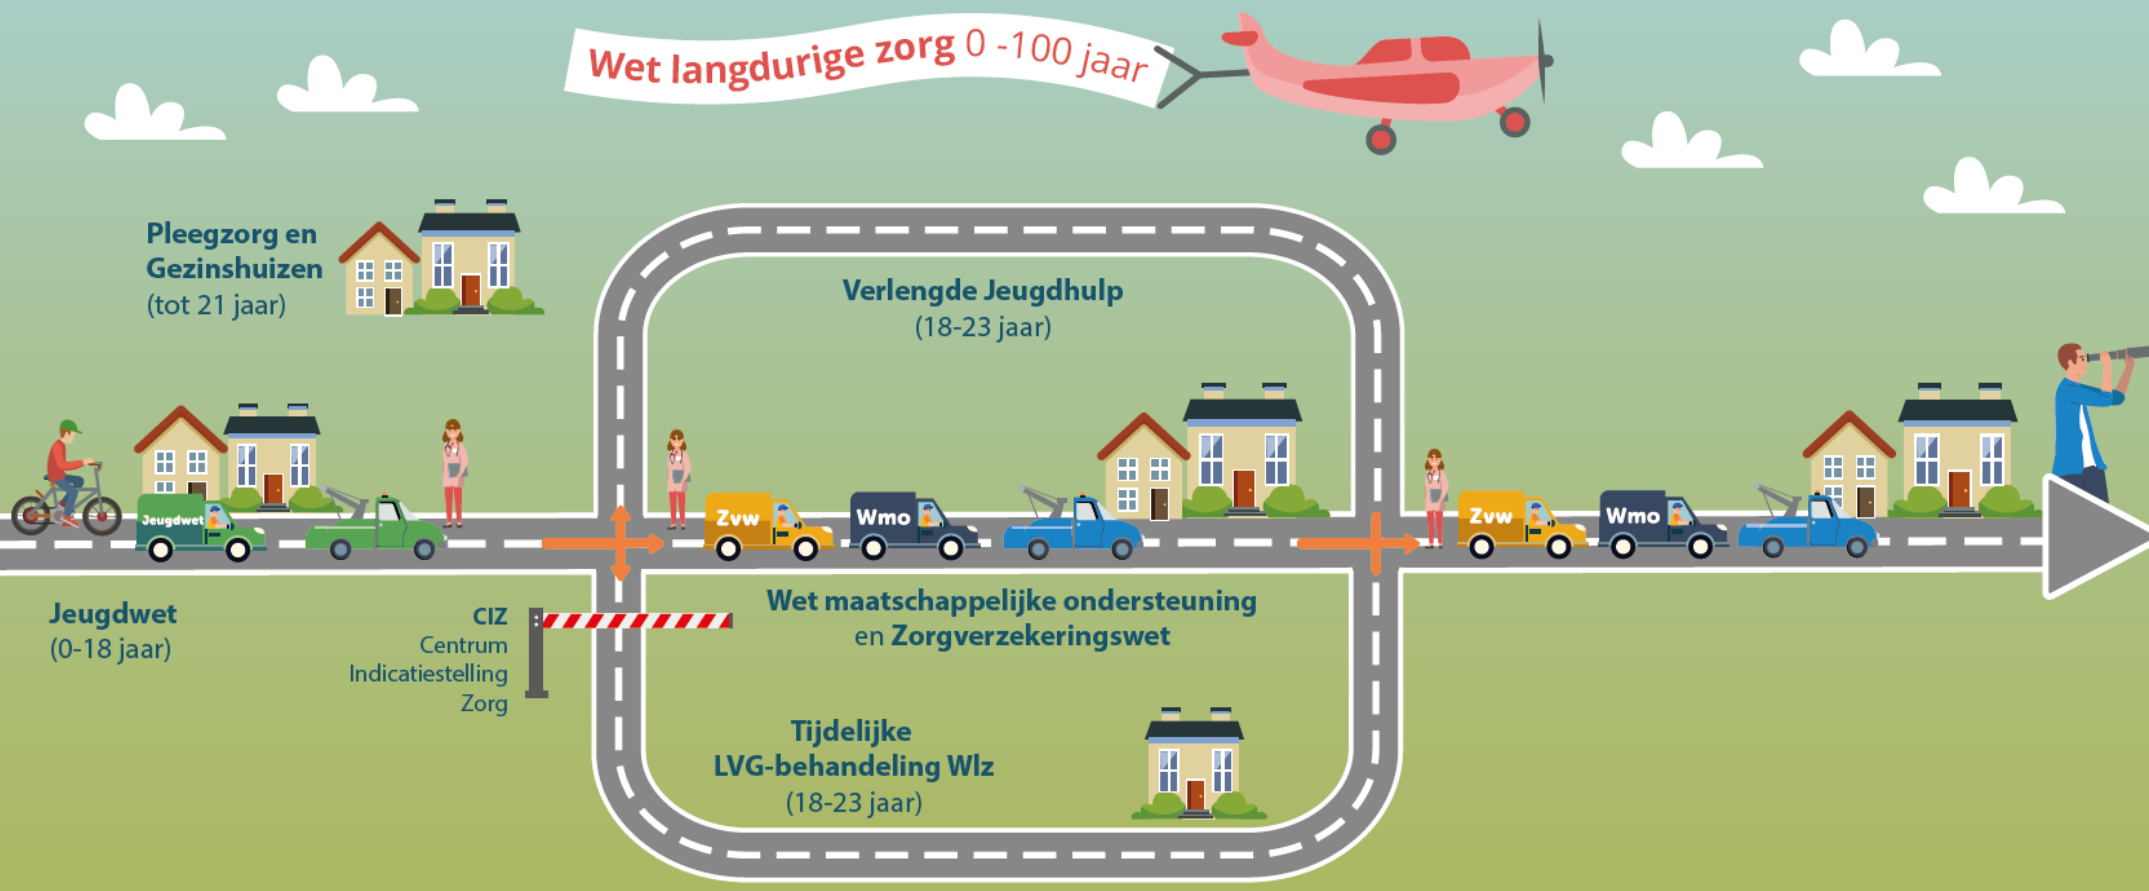 Wet langdurige zorg 0 -100 jaar
Pleegzorg en
Gezinshuizen
(tot 21 jaar)
Verlengde Jeugdhulp
(18-23 jaar)
Jeugdwet
Zvw
Wmo
Zvw
Wmo
Jeugdwet
(0-18 jaar)
CIZ
Centrum
Indicatiestelling
Zorg
Wet maatschappelijke ondersteuning
en Zorgverzekeringswet
Tijdelijke
LVG-behandeling Wlz
(18-23 jaar)